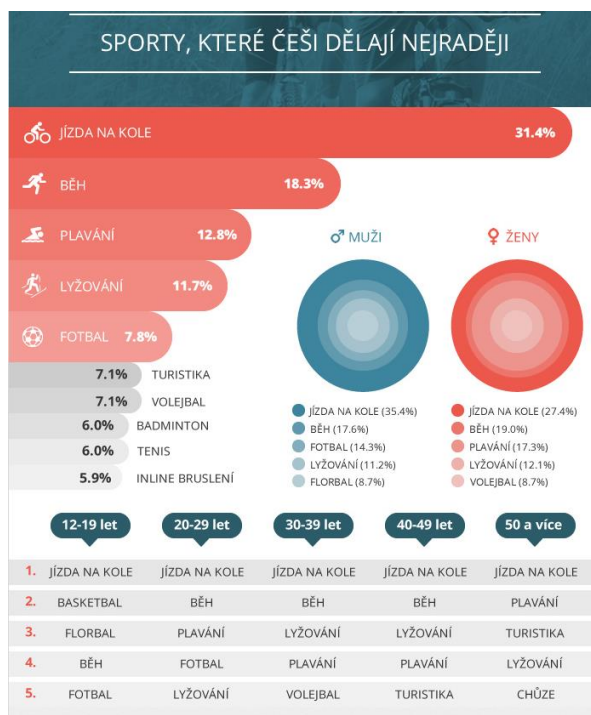 SPORTY, KTERÉ ČEŠI DĚLAJÍ NEJRADĚJI
JÍZDA NA KOLE 31.4%
BĚH 18.3%
PLAVÁNÍ 12.8%
LYŽOVÁNÍ 11.7%
FOTBAL 7.8%
7.1% TURISTIKA
7.1% VOLEJBAL
6.0% BADMINTON
6.0% TENIS
5.9% INLINE BRUSLENÍ
MUŽI
JÍZDA NA KOLE (35.4%)
BĚH (17.6%)
FOTBAL (14.3%)
LYŽOVÁNÍ (11.2%)
FLORBAL (8.7%)
ŽENY
JÍZDA NA KOLE (27.4%)
BĚH (19.0%)
PLAVÁNÍ (17.3%)
LYŽOVÁNÍ (12.1%)
VOLEJBAL (8.7%)
12-19 let 20-29 let 30-39 let 40-49 let 50 a více
1. JÍZDA NA KOLE JÍZDA NA KOLE JÍZDA NA KOLE JÍZDA NA KOLE JÍZDA NA KOLE
2. BASKETBAL BĚH BĚH BĚH PLAVÁNÍ
3. FLORBAL PLAVÁNÍ LYŽOVÁNÍ LYŽOVÁNÍ TURISTIKA
4. BĚH FOTBAL PLAVÁNÍ PLAVÁNÍ LYŽOVÁNÍ
5. FOTBAL LYŽOVÁNÍ VOLEJBAL TURISTIKA CHŮZE